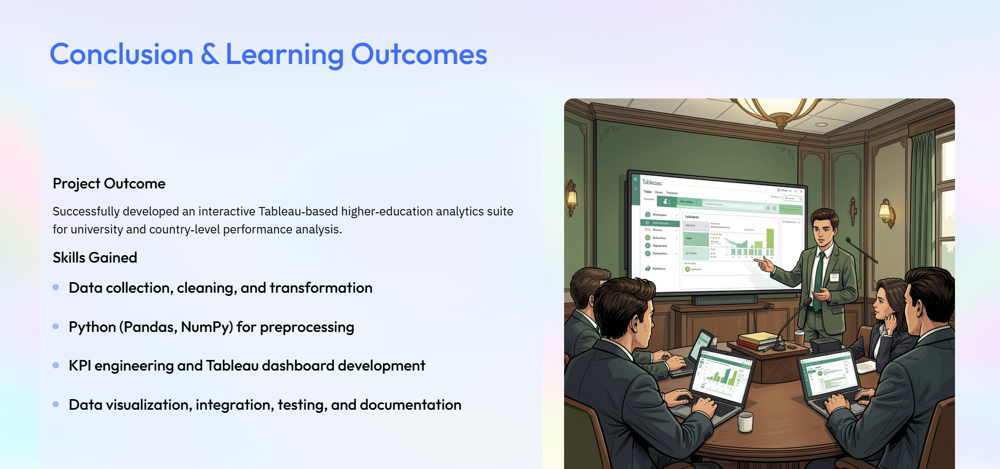 Conclusion & Learning Outcomes
Project Outcome
Successfully developed an interactive Tableau-based higher-education analytics suite
for university and country-level performance analysis.
Skills Gained
Data collection, cleaning, and transformation
Python (Pandas, NumPy) for preprocessing
KPI engineering and Tableau dashboard development
Data visualization, integration, testing, and documentation
Table